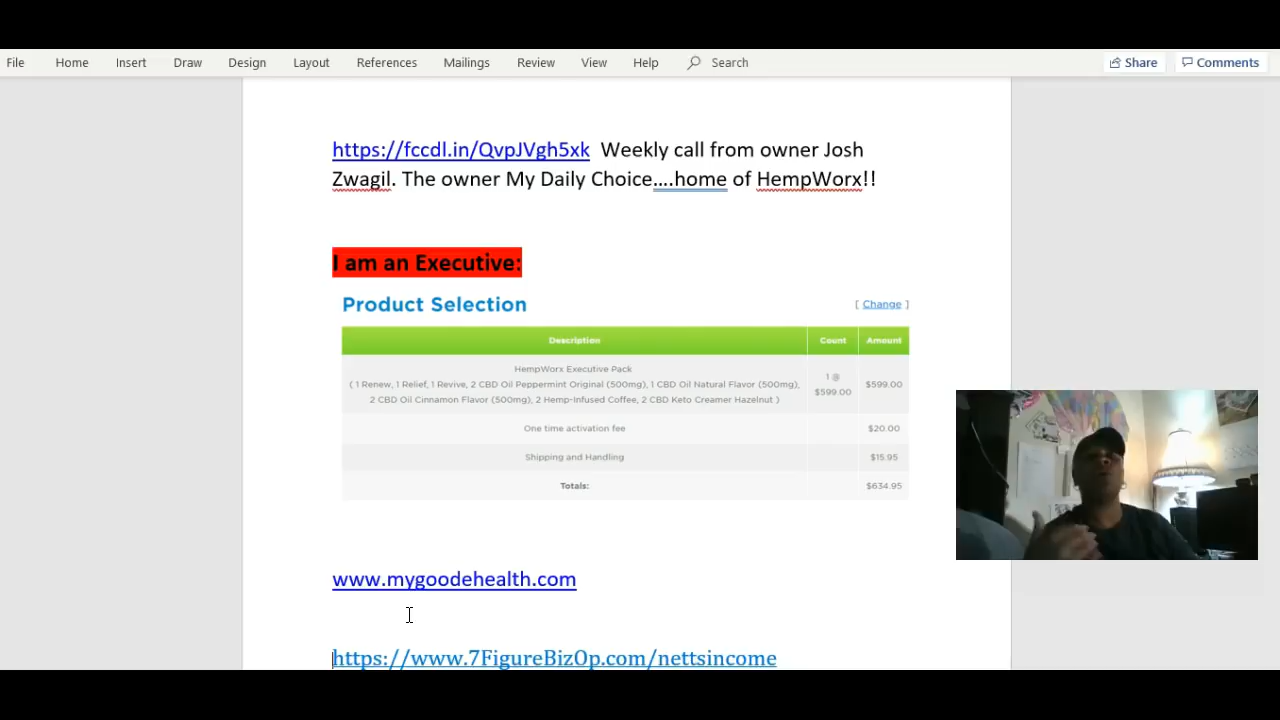 File Home Insert Draw Design Layout References Mailings Review View Help Search Share Comments
https://fccdl.in/QvpJVgh5xk Weekly call from owner Josh
Zwagil. The owner My Daily Choice....home of HempWorx!!
I am an Executive:
Product Selection [ Change ]
Description Count Amount
HempWorx Executive Pack
( 1 Renew, 1 Relief, 1 Revive, 2 CBD Oil Peppermint Original (500mg), 1 CBD Oil Natural Flavor (500mg),
2 CBD Oil Cinnamon Flavor (500mg), 2 Hemp-Infused Coffee, 2 CBD Keto Creamer Hazelnut )
1 @
$599.00
$599.00
One time activation fee $20.00
Shipping and Handling $15.95
Totals: $634.95
www.mygoodehealth.com
https://www.7FigureBizOp.com/nettsincome